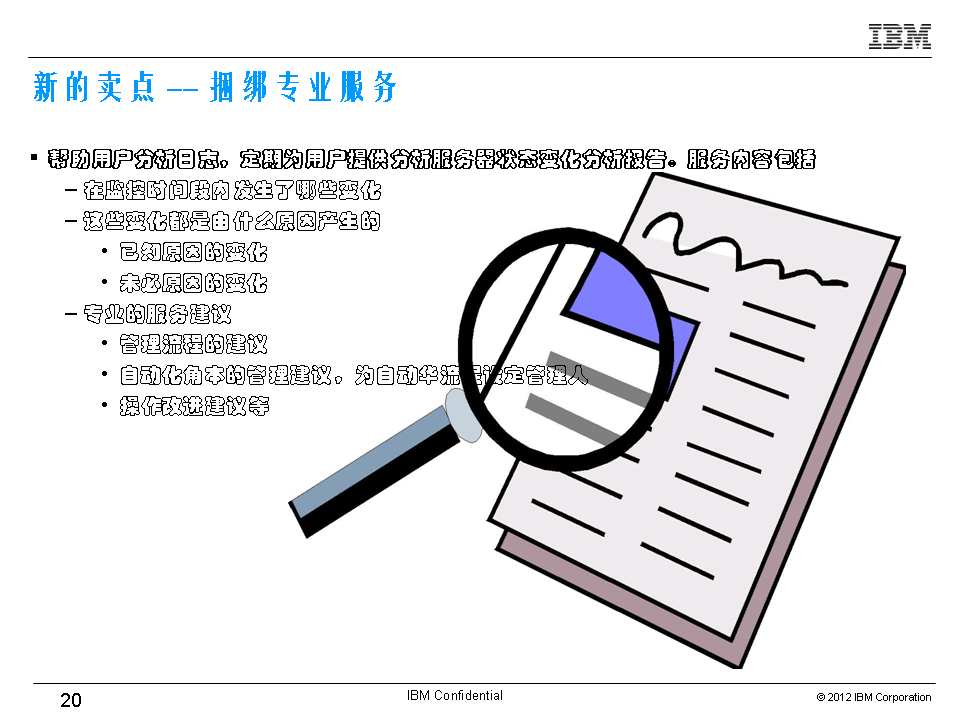 IBM
新的卖点 -- 捆绑专业服务
▪ 帮助用户分析日志，定期为用户提供分析服务器状态变化分析报告。服务内容包括
– 在监控时间段内发生了哪些变化
– 这些变化都是由什么原因产生的
• 已知原因的变化
• 未必原因的变化
– 专业的服务建议
• 管理流程的建议
• 自动化角本的管理建议，为自动华流程设定管理人
• 操作改进建议等
20
IBM Confidential
© 2012 IBM Corporation